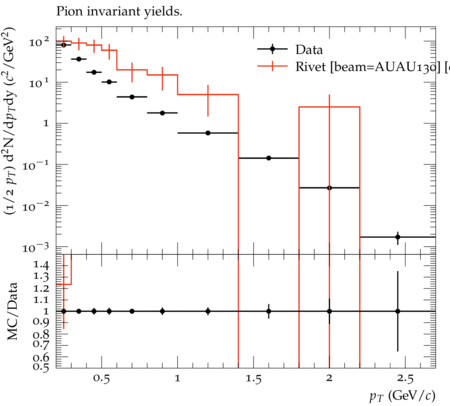 Pion invariant yields.
(1/2 p_T) d²N/dp_Tdy (c²/GeV²)
10²
10
1
10⁻¹
10⁻²
10⁻³
Data
Rivet [beam=AUAU130] [
MC/Data
1.4
1.3
1.2
1.1
1
0.9
0.8
0.7
0.6
0.5
0.5 1 1.5 2 2.5
p_T (GeV/c)